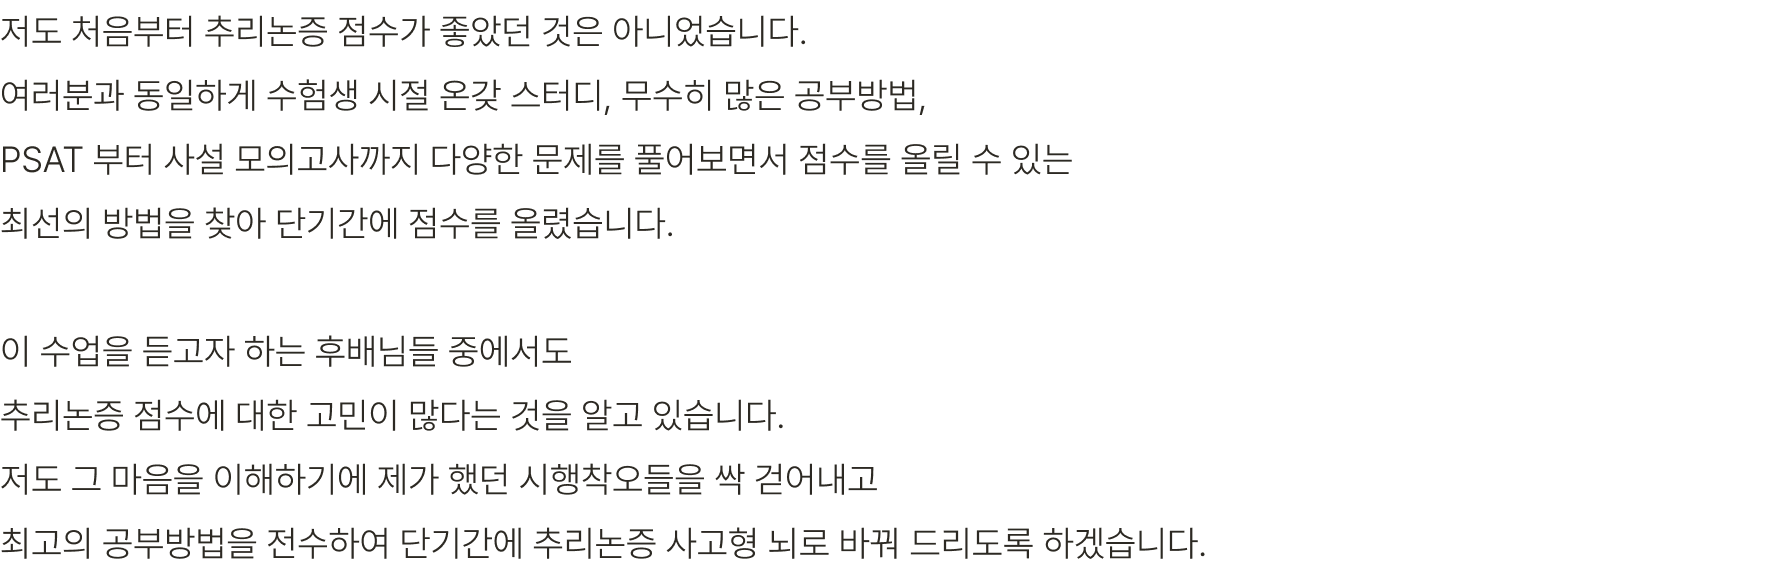 저도 처음부터 추리논증 점수가 좋았던 것은 아니었습니다.
여러분과 동일하게 수험생 시절 온갖 스터디, 무수히 많은 공부방법,
PSAT 부터 사설 모의고사까지 다양한 문제를 풀어보면서 점수를 올릴 수 있는
최선의 방법을 찾아 단기간에 점수를 올렸습니다.
이 수업을 듣고자 하는 후배님들 중에서도
추리논증 점수에 대한 고민이 많다는 것을 알고 있습니다.
저도 그 마음을 이해하기에 제가 했던 시행착오들을 싹 걷어내고
최고의 공부방법을 전수하여 단기간에 추리논증 사고형 뇌로 바꿔 드리도록 하겠습니다.